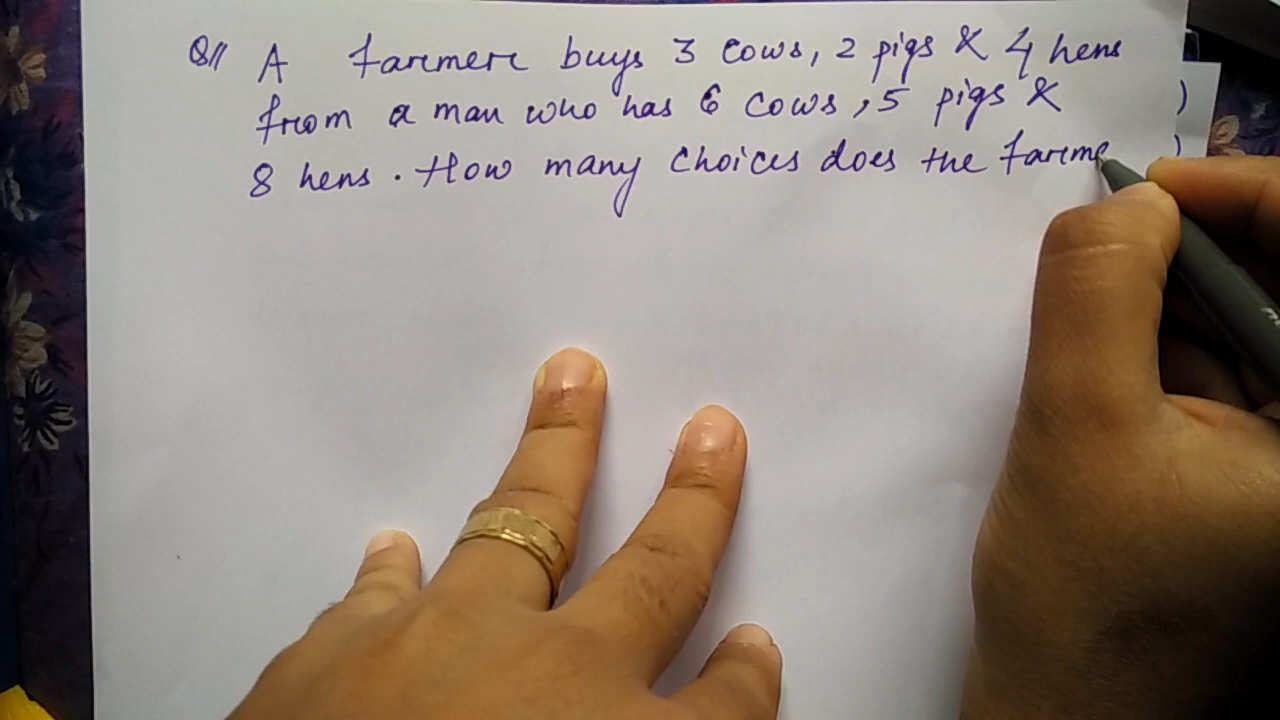 Q// A farmer buys 3 cows, 2 pigs & 4 hens
from a man who has 6 cows, 5 pigs &
8 hens. How many choices does the farme
)
)